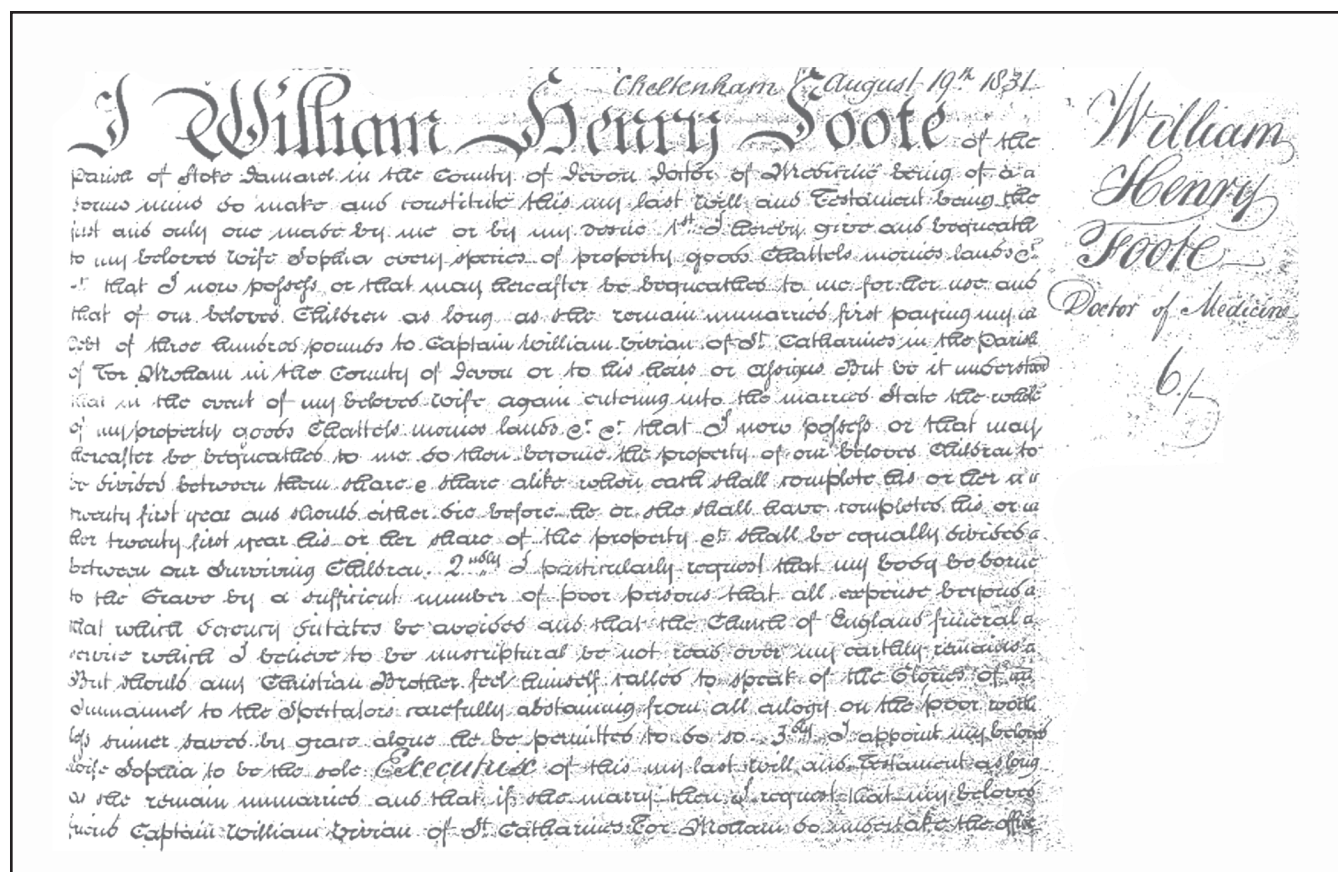 Cheltenham August 19th 1831
I William Henry Foote of the
parish of Stoke Damarel in the County of Devon Doctor of Medicine being of a
sound mind do make and constitute this my last Will and Testament being the
first and only one made by me or by my desire 1st I hereby give and bequeath
to my beloved Wife Sophia every species of property goods Chattels monies lands &c
&c that I now possess or that may hereafter be bequeathed to me for her use and
that of our beloved Children as long as she remain unmarried first paying my
debt of three hundred pounds to Captain William Vivian of St Catharines in the Parish
of Tor Moham in the County of Devon or to his heirs or assigns But be it understood
that in the event of my beloved wife again entering into the married State the whole
of my property goods Chattels monies lands &c &c that I now possess or that may
hereafter be bequeathed to me do then become the property of our beloved Children to
be divided between them share & share alike when each shall complete his or her
twenty first year and should either die before he or she shall have completed his or
her twenty first year his or her share of the property &c shall be equally divided
between our Surviving Children. 2ndly I particularly request that my body be borne
to the Grave by a sufficient number of poor persons that all expense beyond
that which decency dictates be avoided and that the Church of England funeral
service which I believe to be unscriptural be not read over my earthly remains
But should any Christian Brother feel himself called to speak of the Glories of
Immanuel to the Spectators carefully abstaining from all eulogy on the poor worth
less sinner saved by grace alone he be permitted to do so 3dly I appoint my beloved
wife Sophia to be the sole Executrix of this my last Will and Testament as long
as she remain unmarried and that if she marry then I request that my beloved
friend Captain William Vivian of St Catharines Tor Moham do undertake the office
William
Henry
Foote
Doctor of Medicine
6/5